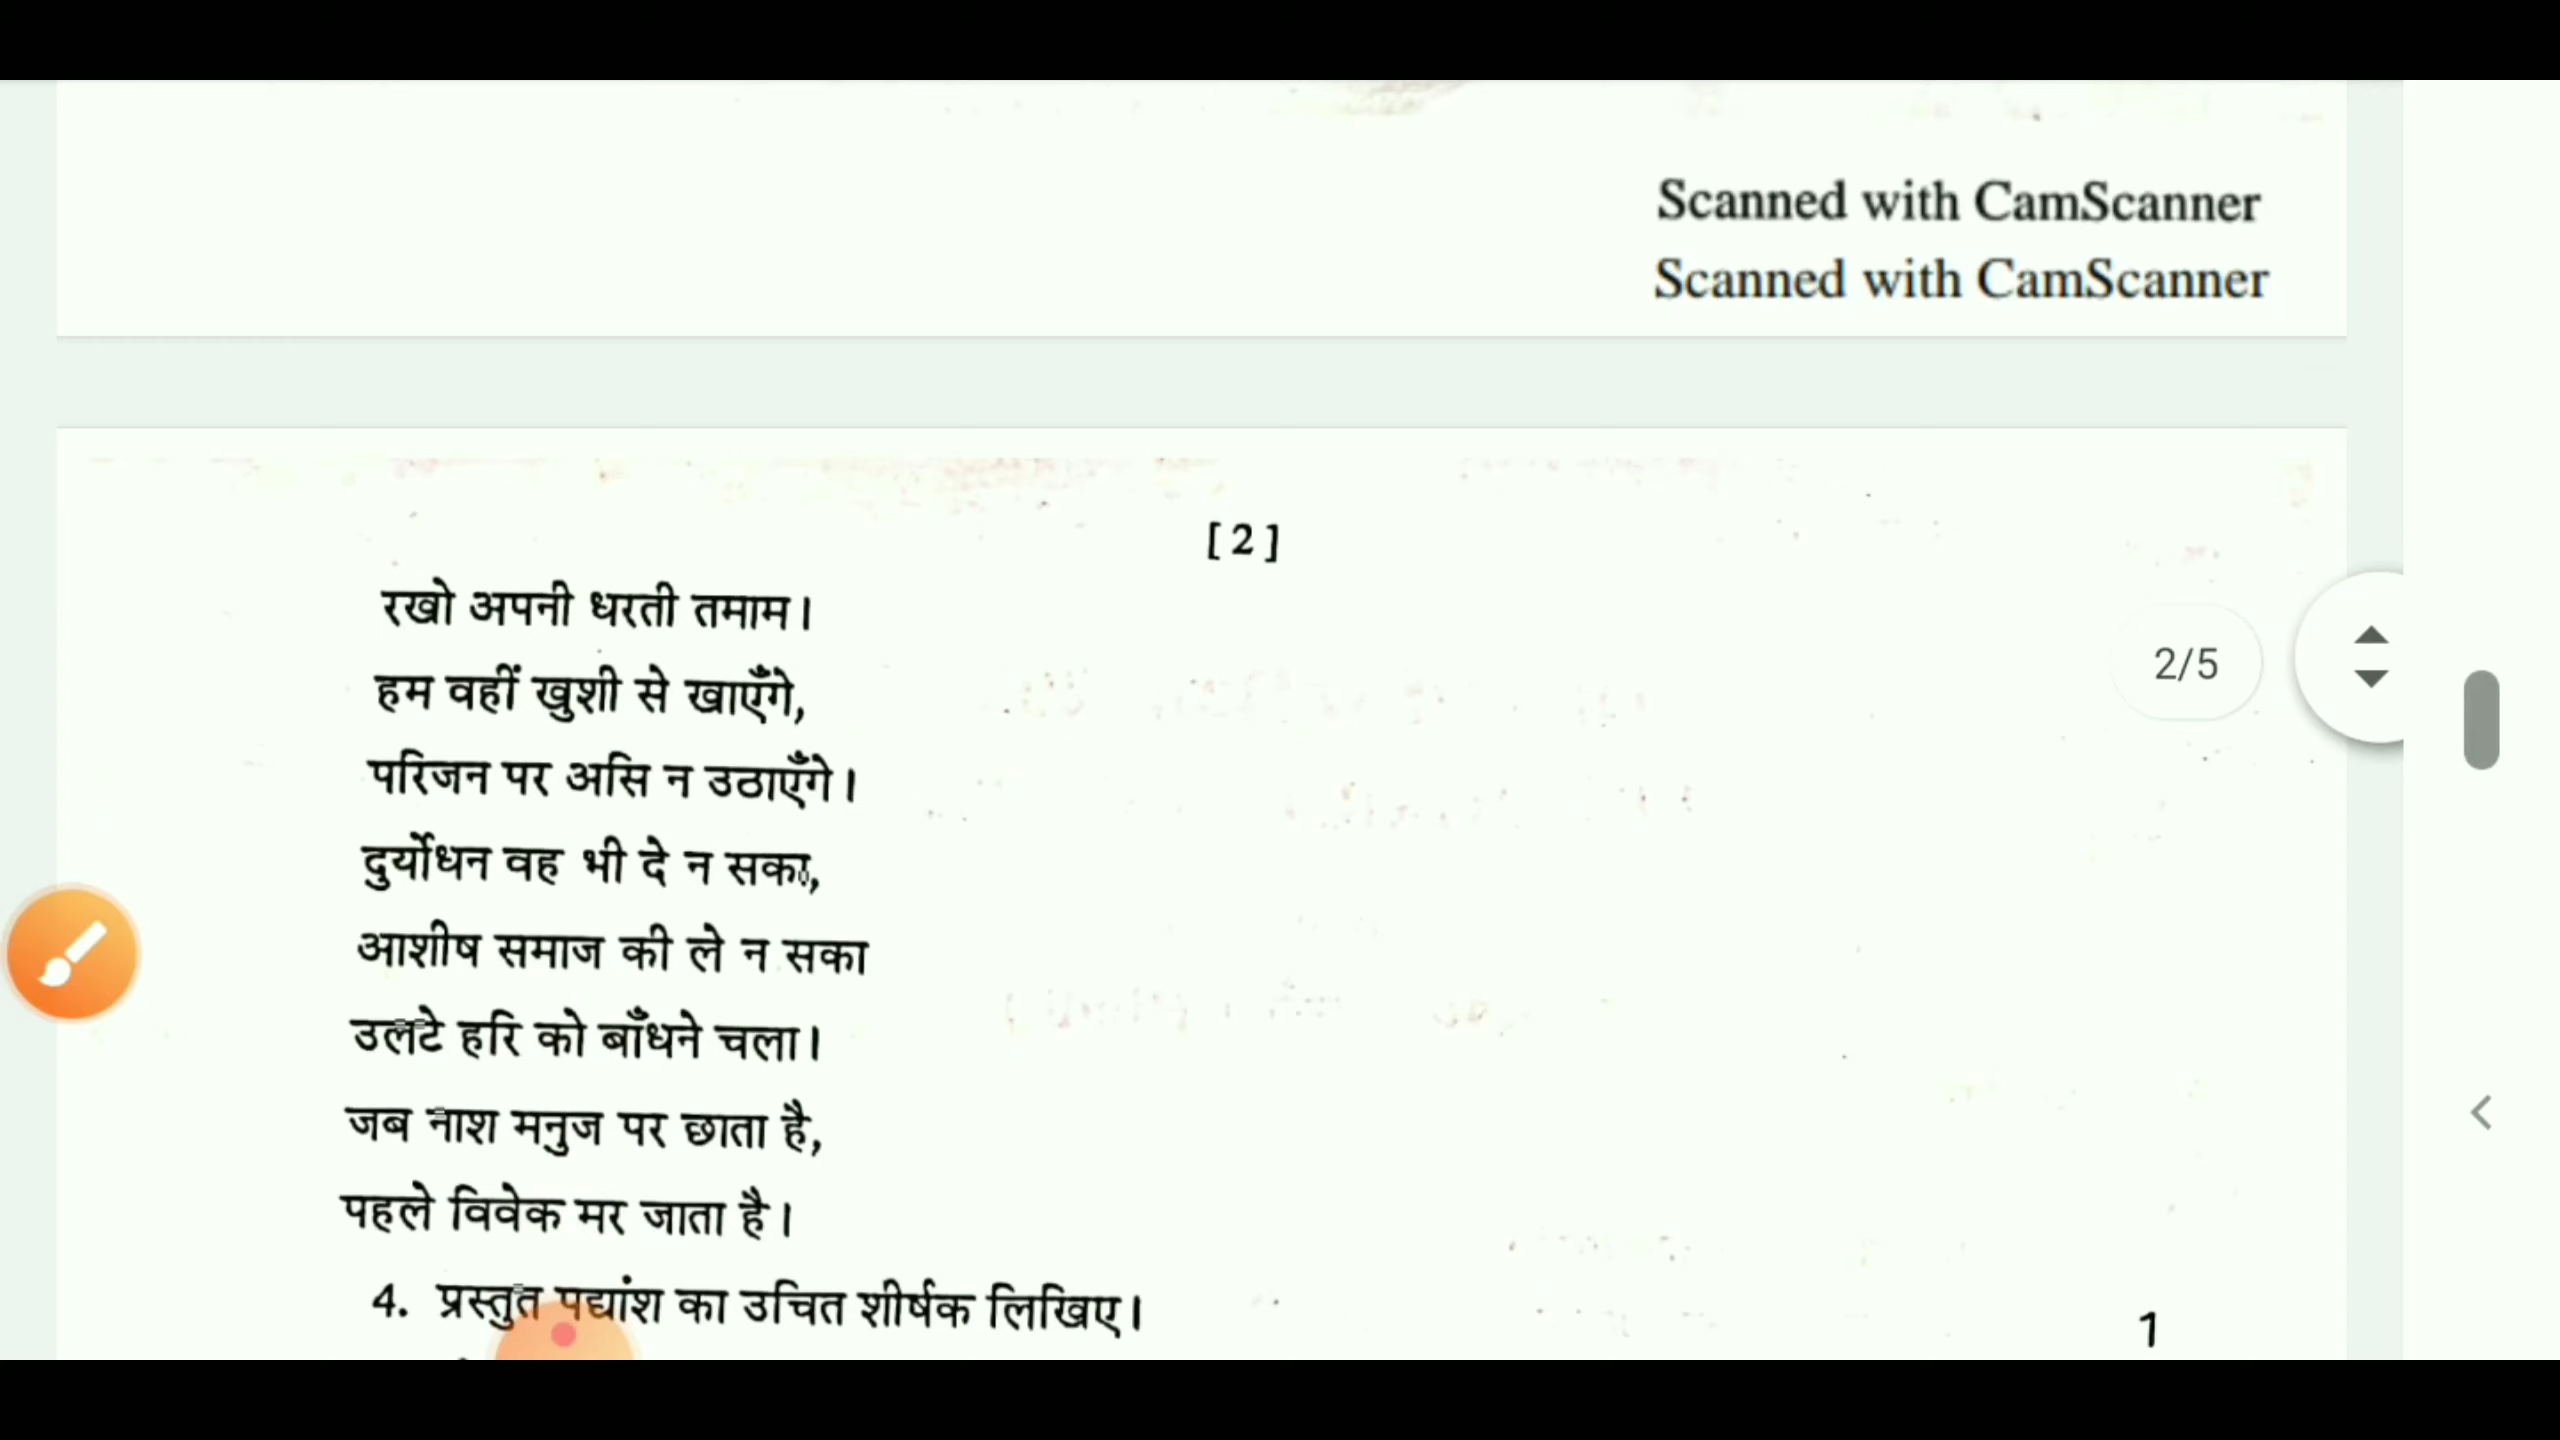 Scanned with CamScanner
Scanned with CamScanner
[ 2 ]
रखो अपनी धरती तमाम।
हम वहीं खुशी से खाएँगे,
परिजन पर असि न उठाएँगे।
2/5
दुर्योधन वह भी दे न सका,
आशीष समाज की ले न सका
उलटे हरि को बाँधने चला।
जब नाश मनुज पर छाता है,
पहले विवेक मर जाता है।
4. प्रस्तुत पद्यांश का उचित शीर्षक लिखिए। 1